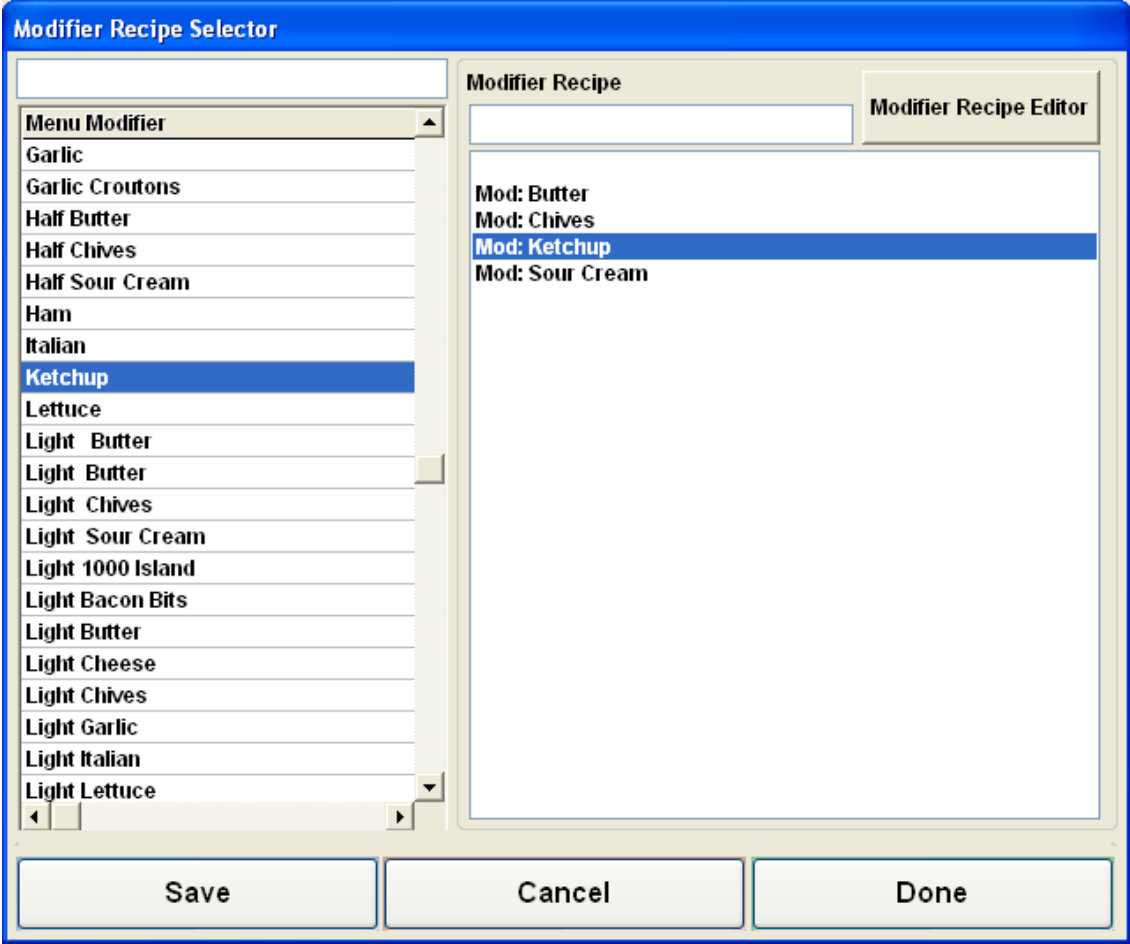 Modifier Recipe Selector
Menu Modifier
Garlic
Garlic Croutons
Half Butter
Half Chives
Half Sour Cream
Ham
Italian
Ketchup
Lettuce
Light   Butter
Light  Butter
Light  Chives
Light  Sour Cream
Light 1000 Island
Light Bacon Bits
Light Butter
Light Cheese
Light Chives
Light Garlic
Light Italian
Light Lettuce
Modifier Recipe
Modifier Recipe Editor
Mod: Butter
Mod: Chives
Mod: Ketchup
Mod: Sour Cream
Save
Cancel
Done